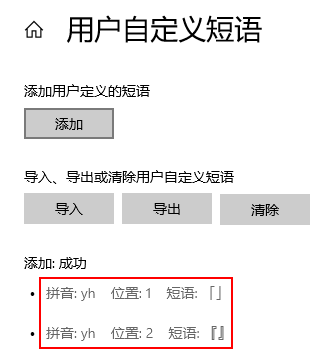 用户自定义短语
添加用户定义的短语
添加
导入、导出或清除用户自定义短语
导入 导出 清除
添加: 成功
• 拼音: yh 位置: 1 短语: 「」
• 拼音: yh 位置: 2 短语: 『』